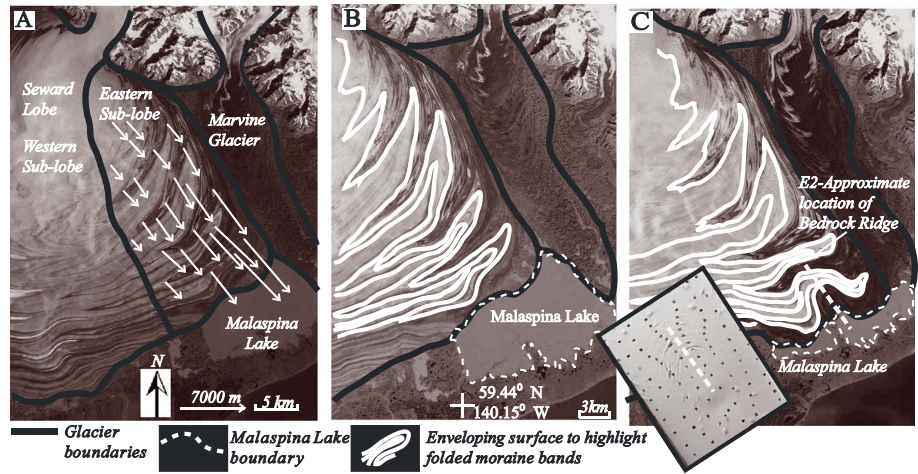 A
Seward
Lobe
Eastern
Sub-lobe
Marvine
Glacier
Western
Sub-lobe
Malaspina
Lake
N
7000 m
5 km
B
Malaspina Lake
59.44⁰ N
140.15⁰ W
3km
C
E2-Approximate
location of
Bedrock Ridge
Malaspina Lake
Glacier
boundaries
Malaspina Lake
boundary
Enveloping surface to highlight
folded moraine bands